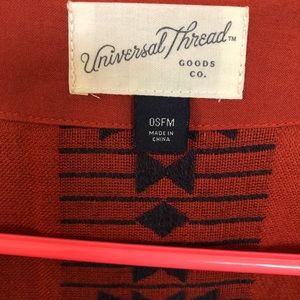 Universal Thread™
GOODS
CO.
OSFM
MADE IN
CHINA